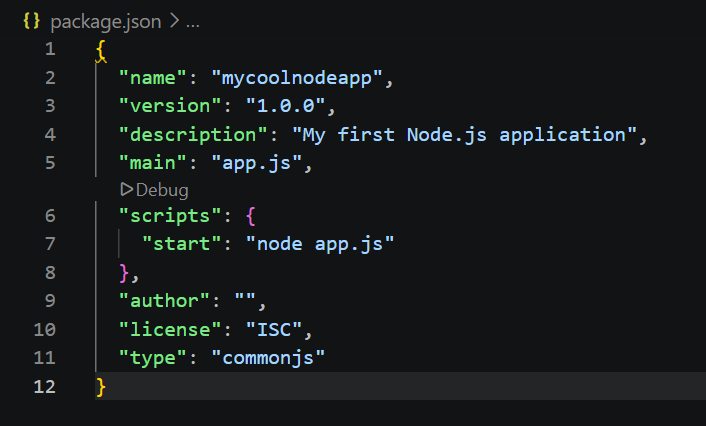 {} package.json > ...
1 {
2 "name": "mycoolnodeapp",
3 "version": "1.0.0",
4 "description": "My first Node.js application",
5 "main": "app.js",
Debug
6 "scripts": {
7 "start": "node app.js"
8 },
9 "author": "",
10 "license": "ISC",
11 "type": "commonjs"
12 }